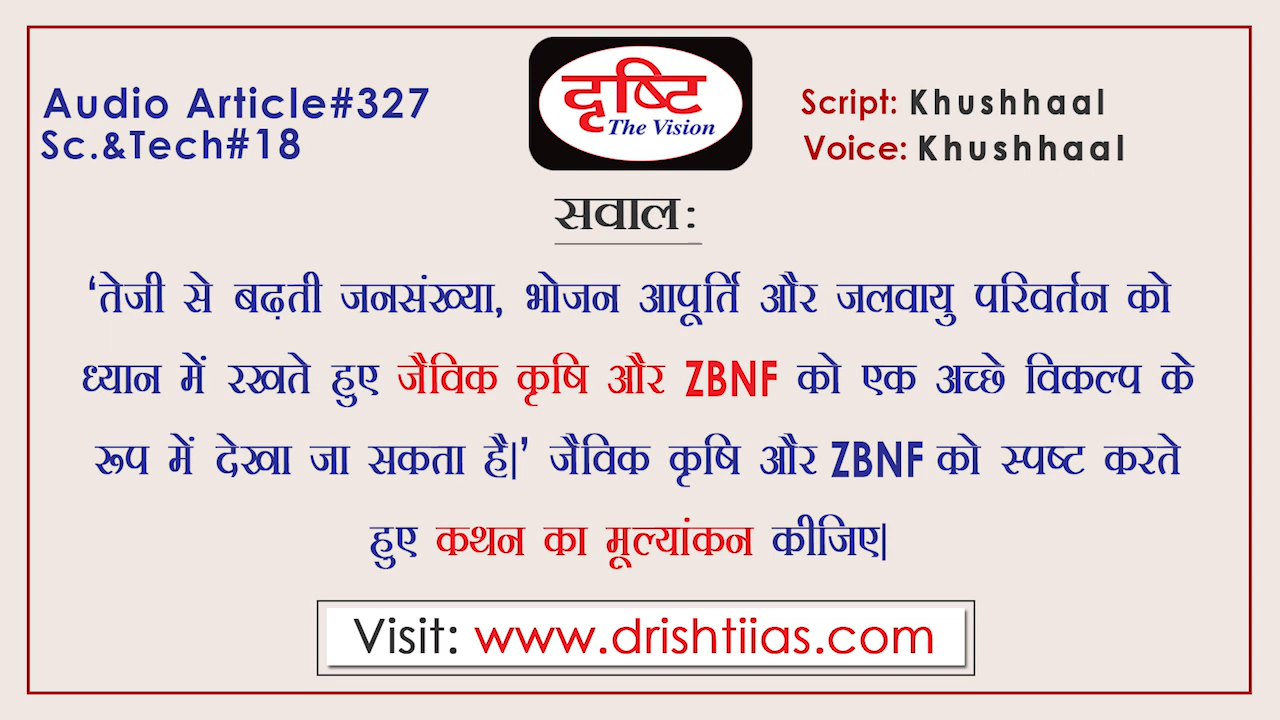 Audio Article#327
Sc.&Tech#18
दृष्टि
The Vision
Script: Khushhaal
Voice: Khushhaal
सवाल:
‘तेजी से बढ़ती जनसंख्या, भोजन आपूर्ति और जलवायु परिवर्तन को
ध्यान में रखते हुए जैविक कृषि और ZBNF को एक अच्छे विकल्प के
रूप में देखा जा सकता है|’ जैविक कृषि और ZBNF को स्पष्ट करते
हुए कथन का मूल्यांकन कीजिए|
Visit: www.drishtiias.com